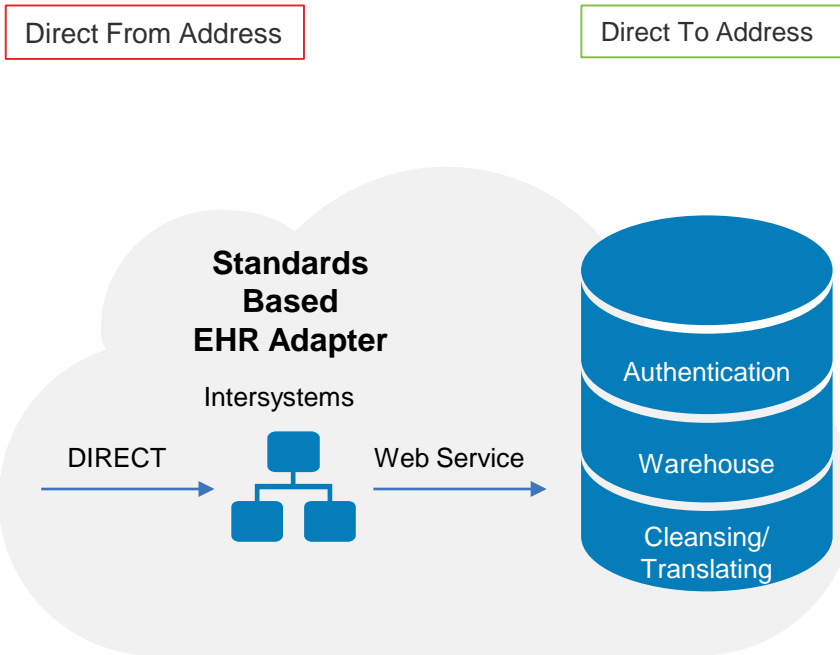 Direct From Address
Direct To Address
Standards
Based
EHR Adapter
Intersystems
DIRECT
Web Service
Authentication
Warehouse
Cleansing/
Translating